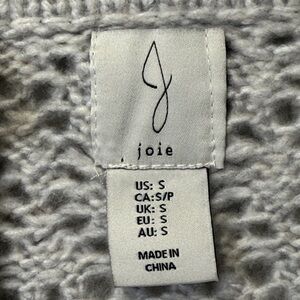 J
joie
US: S
CA:S/P
UK: S
EU: S
AU: S
MADE IN
CHINA